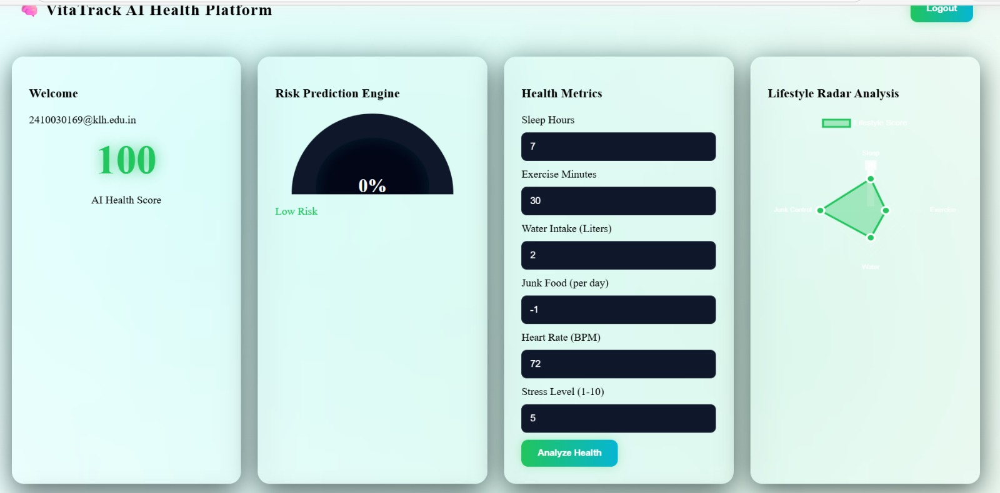 VitaTrack AI Health Platform
Logout
Welcome
2410030169@klh.edu.in
100
AI Health Score
Risk Prediction Engine
0%
Low Risk
Health Metrics
Sleep Hours
7
Exercise Minutes
30
Water Intake (Liters)
2
Junk Food (per day)
-1
Heart Rate (BPM)
72
Stress Level (1-10)
5
Analyze Health
Lifestyle Radar Analysis
Lifestyle Score
Sleep
Junk Control
Exercise
Water